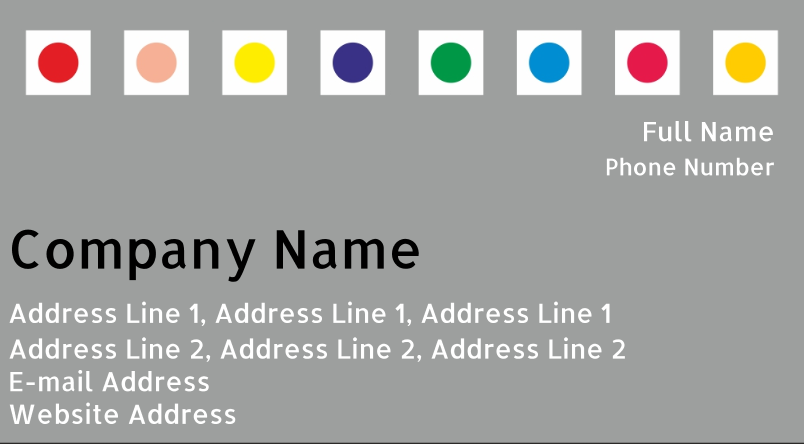 Full Name
Phone Number
Company Name
Address Line 1, Address Line 1, Address Line 1
Address Line 2, Address Line 2, Address Line 2
E-mail Address
Website Address